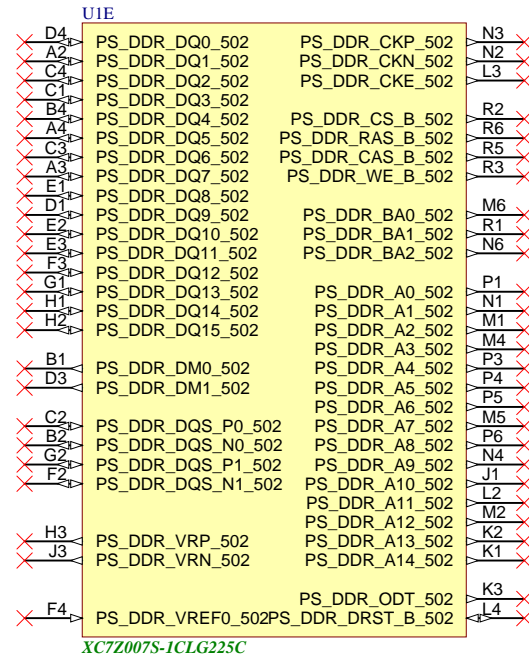 U1E
D4 PS_DDR_DQ0_502 PS_DDR_CKP_502 N3
A2 PS_DDR_DQ1_502 PS_DDR_CKN_502 N2
C4 PS_DDR_DQ2_502 PS_DDR_CKE_502 L3
C1 PS_DDR_DQ3_502
B4 PS_DDR_DQ4_502 PS_DDR_CS_B_502 R2
A4 PS_DDR_DQ5_502 PS_DDR_RAS_B_502 R6
C3 PS_DDR_DQ6_502 PS_DDR_CAS_B_502 R5
A3 PS_DDR_DQ7_502 PS_DDR_WE_B_502 R3
E1 PS_DDR_DQ8_502
D1 PS_DDR_DQ9_502 PS_DDR_BA0_502 M6
E2 PS_DDR_DQ10_502 PS_DDR_BA1_502 R1
E3 PS_DDR_DQ11_502 PS_DDR_BA2_502 N6
F3 PS_DDR_DQ12_502
G1 PS_DDR_DQ13_502 PS_DDR_A0_502 P1
H1 PS_DDR_DQ14_502 PS_DDR_A1_502 N1
H2 PS_DDR_DQ15_502 PS_DDR_A2_502 M1
PS_DDR_A3_502 M4
B1 PS_DDR_DM0_502 PS_DDR_A4_502 P3
D3 PS_DDR_DM1_502 PS_DDR_A5_502 P4
PS_DDR_A6_502 P5
C2 PS_DDR_DQS_P0_502 PS_DDR_A7_502 M5
B2 PS_DDR_DQS_N0_502 PS_DDR_A8_502 P6
G2 PS_DDR_DQS_P1_502 PS_DDR_A9_502 N4
F2 PS_DDR_DQS_N1_502 PS_DDR_A10_502 J1
PS_DDR_A11_502 L2
PS_DDR_A12_502 M2
H3 PS_DDR_VRP_502 PS_DDR_A13_502 K2
J3 PS_DDR_VRN_502 PS_DDR_A14_502 K1
PS_DDR_ODT_502 K3
F4 PS_DDR_VREF0_502 PS_DDR_DRST_B_502 L4
XC7Z007S-1CLG225C